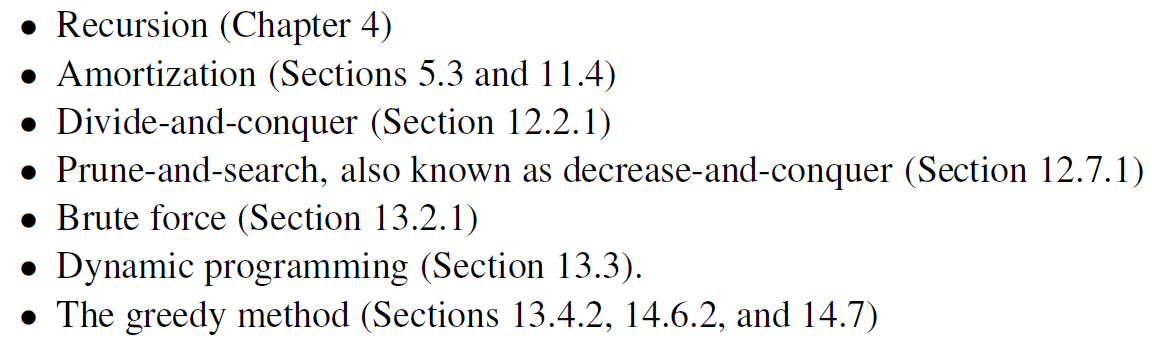 • Recursion (Chapter 4)
• Amortization (Sections 5.3 and 11.4)
• Divide-and-conquer (Section 12.2.1)
• Prune-and-search, also known as decrease-and-conquer (Section 12.7.1)
• Brute force (Section 13.2.1)
• Dynamic programming (Section 13.3).
• The greedy method (Sections 13.4.2, 14.6.2, and 14.7)